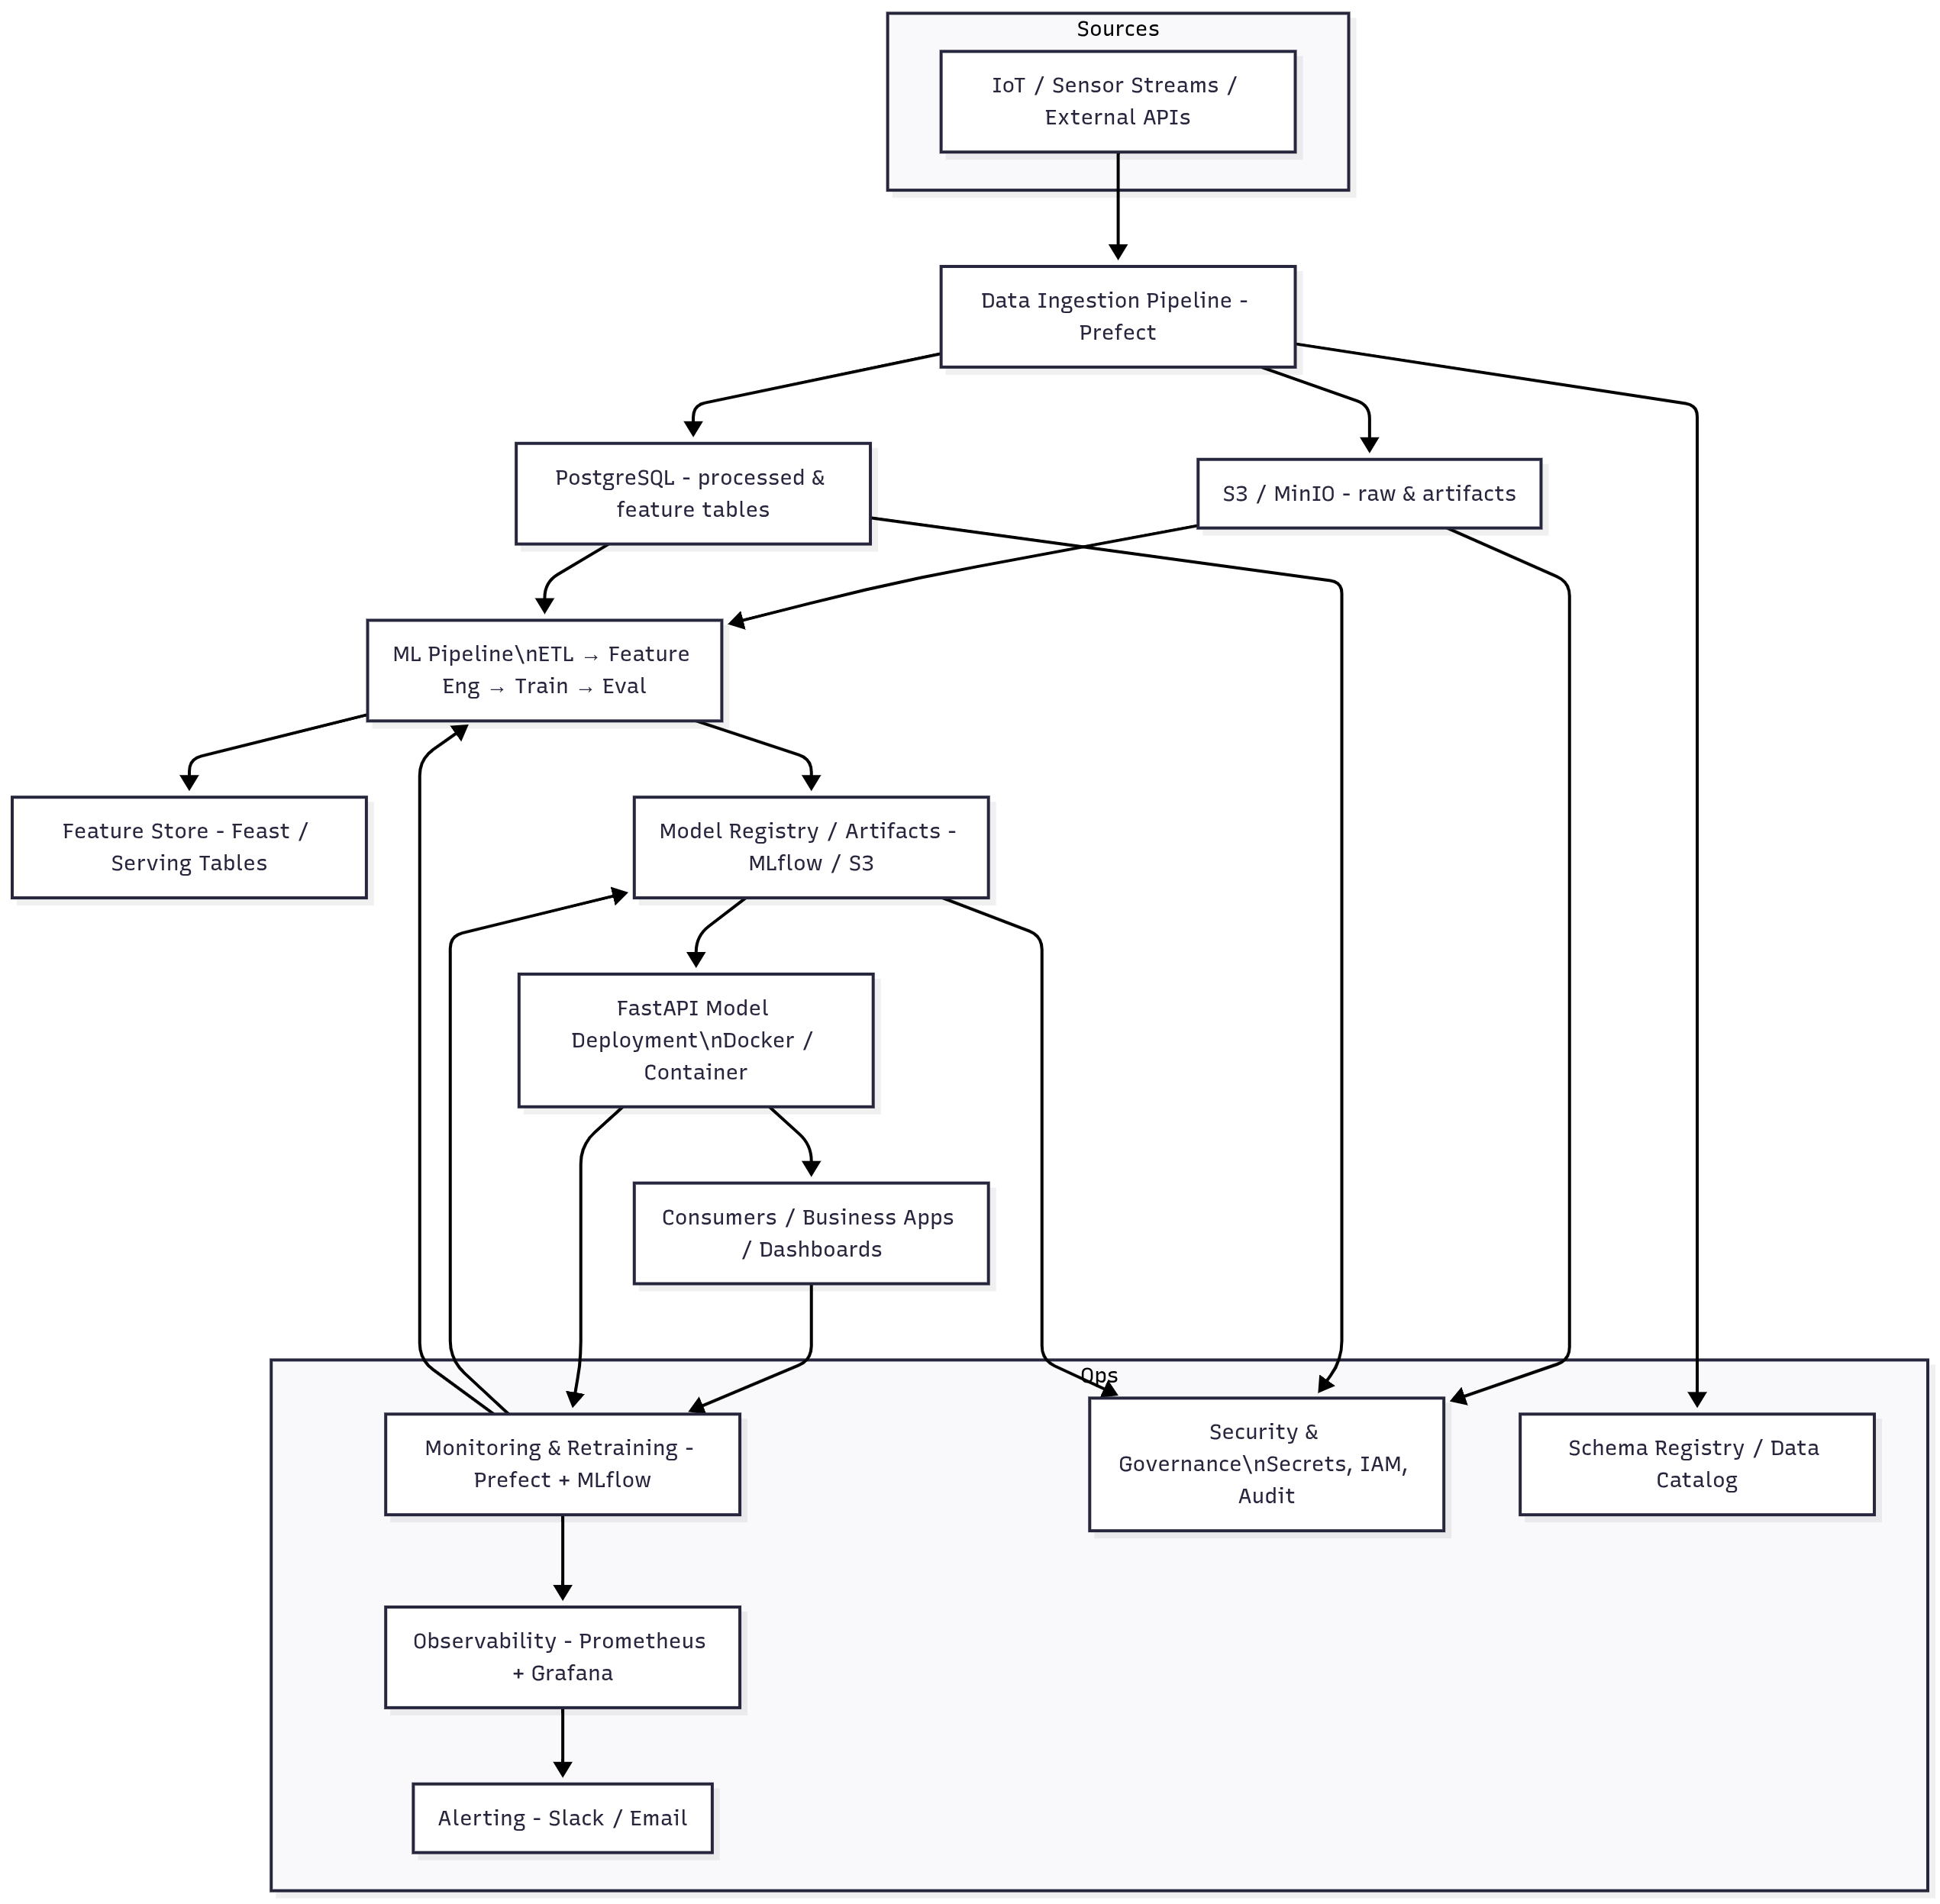 Sources
IoT / Sensor Streams /
External APIs
Data Ingestion Pipeline -
Prefect
PostgreSQL - processed &
feature tables
S3 / MinIO - raw & artifacts
ML Pipeline\nETL → Feature
Eng → Train → Eval
Feature Store - Feast /
Serving Tables
Model Registry / Artifacts -
MLflow / S3
FastAPI Model
Deployment\nDocker /
Container
Consumers / Business Apps
/ Dashboards
Ops
Monitoring & Retraining -
Prefect + MLflow
Security &
Governance\nSecrets, IAM,
Audit
Schema Registry / Data
Catalog
Observability - Prometheus
+ Grafana
Alerting - Slack / Email